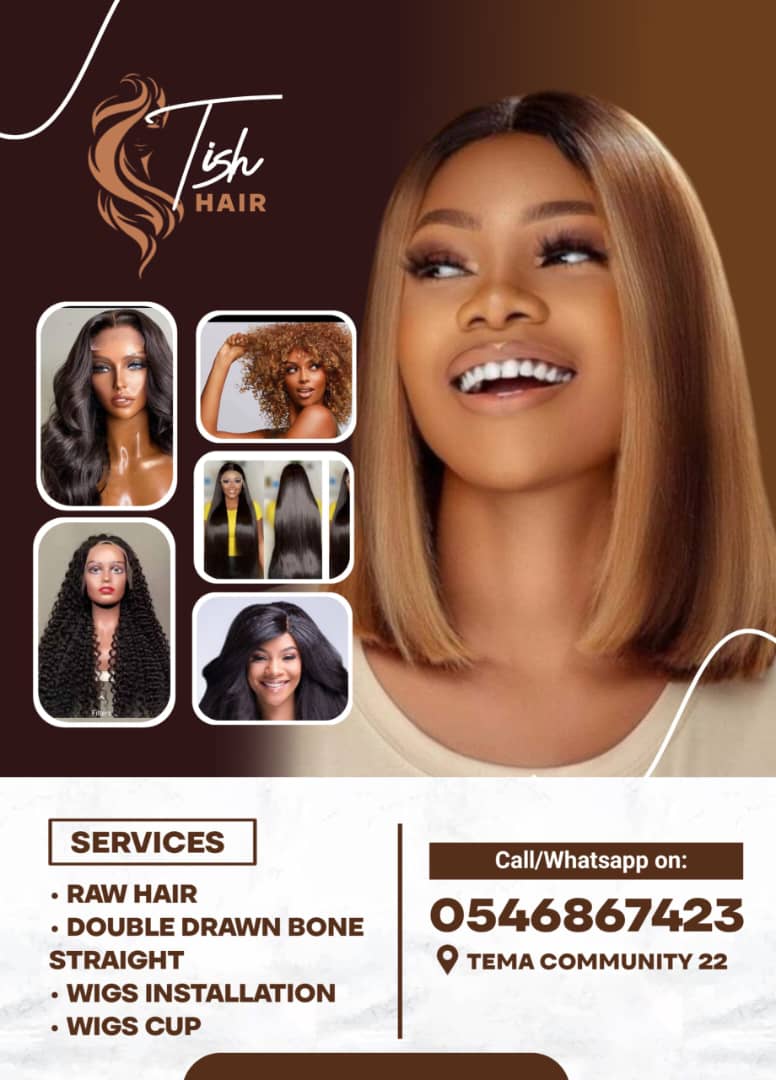 Tish
HAIR
Filters
SERVICES
• RAW HAIR
• DOUBLE DRAWN BONE
STRAIGHT
• WIGS INSTALLATION
• WIGS CUP
Call/Whatsapp on:
0546867423
TEMA COMMUNITY 22